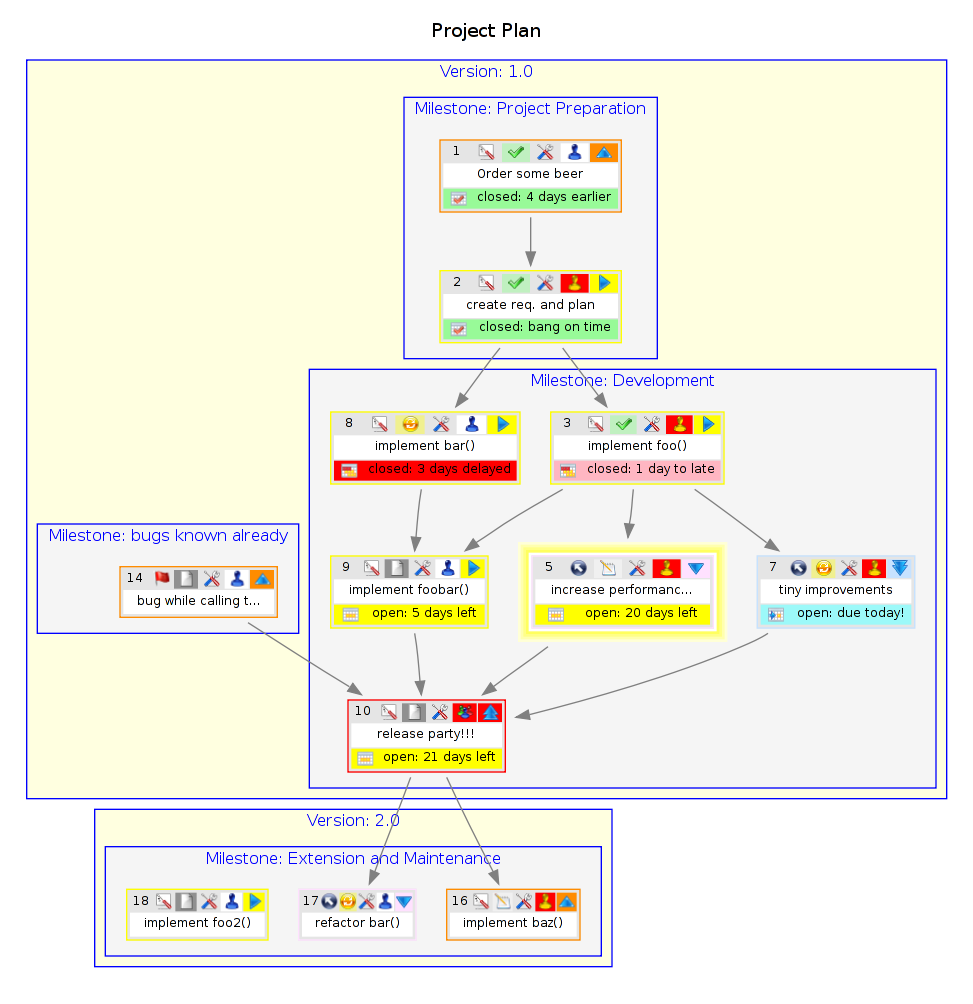 Project Plan
Version: 1.0
Milestone: Project Preparation
1
Order some beer
closed: 4 days earlier
2
create req. and plan
closed: bang on time
Milestone: Development
8
implement bar()
closed: 3 days delayed
3
implement foo()
closed: 1 day to late
Milestone: bugs known already
14
bug while calling t...
9
implement foobar()
open: 5 days left
5
increase performanc...
open: 20 days left
7
tiny improvements
open: due today!
10
release party!!!
open: 21 days left
Version: 2.0
Milestone: Extension and Maintenance
18
implement foo2()
17
refactor bar()
16
implement baz()